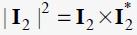 | I₂ |² = I₂ × I₂*